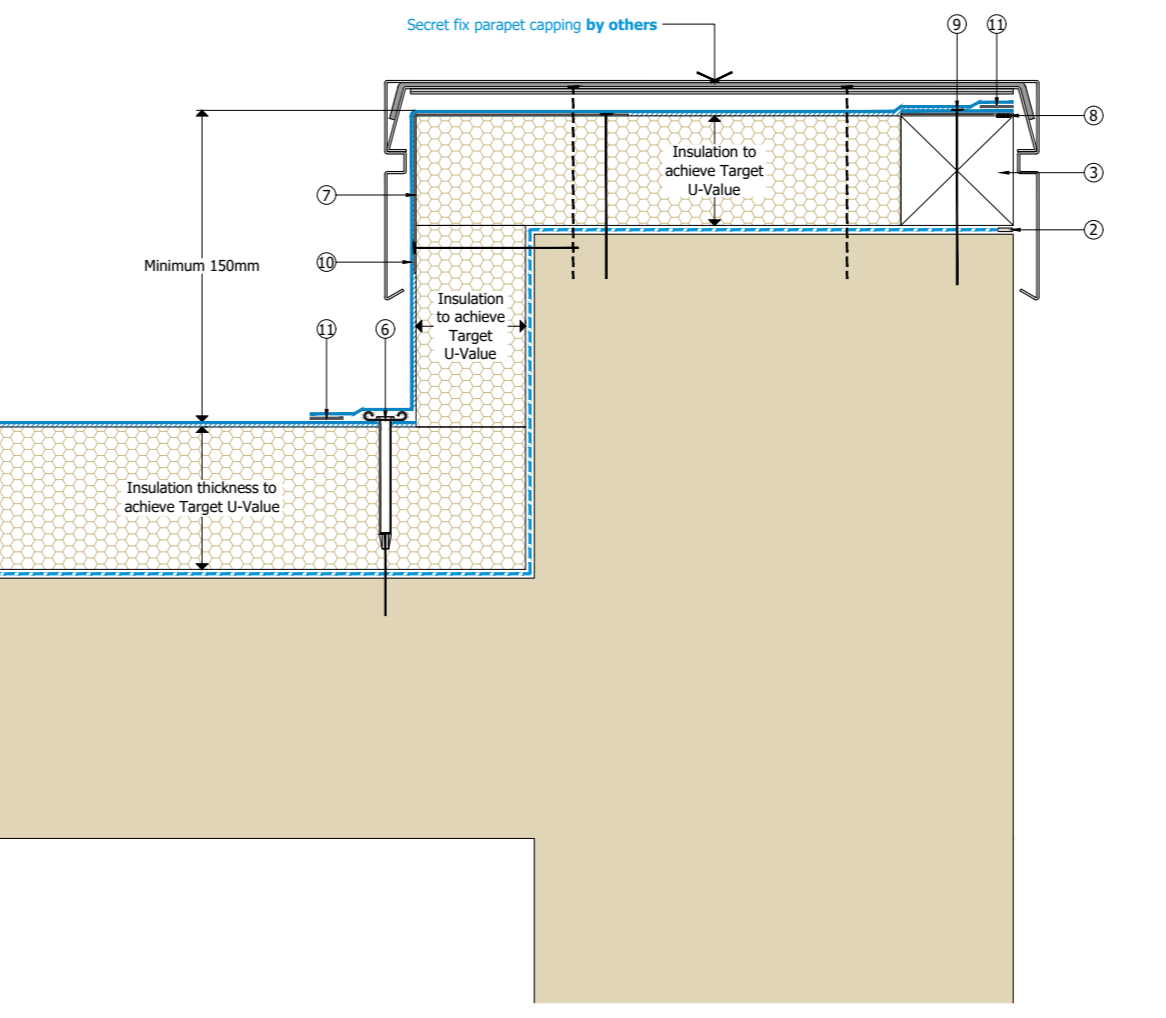 Secret fix parapet capping by others
9
11
8
Insulation to
achieve Target
U-Value
3
7
2
Minimum 150mm
10
Insulation
to achieve
Target
U-Value
11
6
Insulation thickness to
achieve Target U-Value